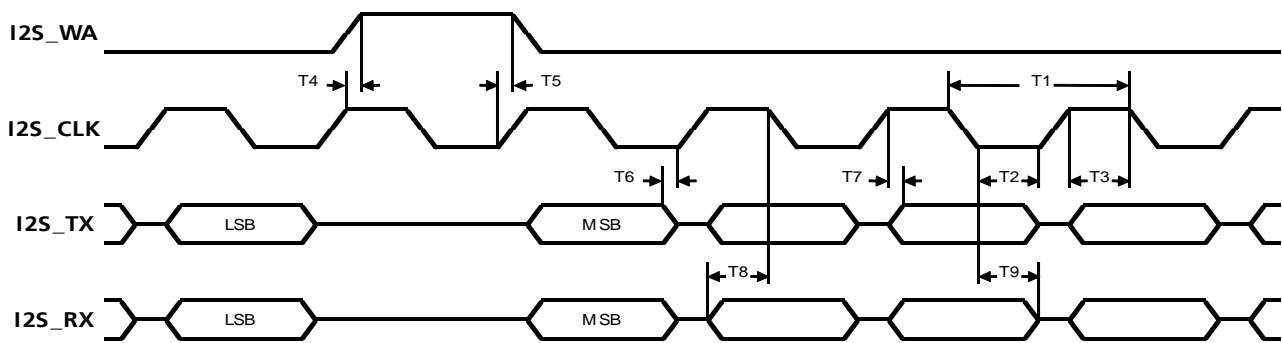 I2S_WA
T4
T5
T1
I2S_CLK
T6
T7
T2
T3
I2S_TX
LSB
MSB
T8
T9
I2S_RX
LSB
MSB